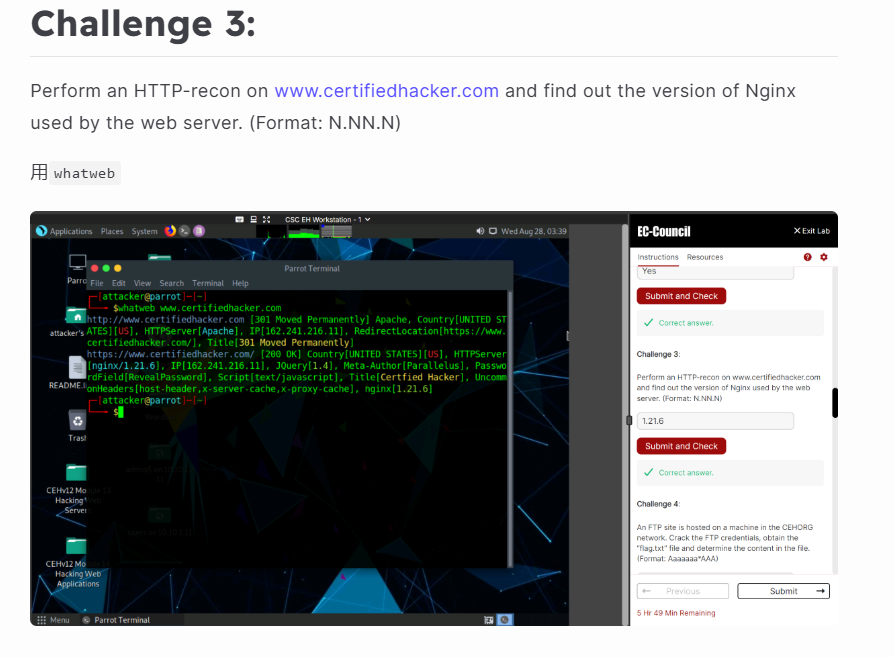 Challenge 3:
Perform an HTTP-recon on www.certifiedhacker.com and find out the version of Nginx
used by the web server. (Format: N.NN.N)
用 whatweb
CSC EH Workstation - 1
Applications Places System
Wed Aug 28, 03:39
Parrot Terminal
File Edit View Search Terminal Help
[attacker@parrot]-[~]
$whatweb www.certifiedhacker.com
http://www.certifiedhacker.com [301 Moved Permanently] Apache, Country[UNITED ST
ATES][US], HTTPServer[Apache], IP[162.241.216.11], RedirectLocation[https://www.
certifiedhacker.com/], Title[301 Moved Permanently]
https://www.certifiedhacker.com/ [200 OK] Country[UNITED STATES][US], HTTPServer
[nginx/1.21.6], IP[162.241.216.11], JQuery[1.4], Meta-Author[Parallelus], Passwo
rdField[RevealPassword], Script[text/javascript], Title[Certfied Hacker], Uncomm
onHeaders[host-header,x-server-cache,x-proxy-cache], nginx[1.21.6]
[attacker@parrot]-[~]
$
Parro
attacker's
README.l
Trash
CEHv12 Mo
Hacking
Server
CEHv12 Mo
Hacking Web
Applications
Menu
Parrot Terminal
EC-Council
Exit Lab
Instructions Resources
Yes
Submit and Check
Correct answer.
Challenge 3:
Perform an HTTP-recon on www.certifiedhacker.com
and find out the version of Nginx used by the web
server. (Format: N.NN.N)
1.21.6
Submit and Check
Correct answer.
Challenge 4:
An FTP site is hosted on a machine in the CEHORG
network. Crack the FTP credentials, obtain the
"flag.txt" file and determine the content in the file.
(Format: Aaaaaa*AAA)
Previous
Submit
5 Hr 49 Min Remaining